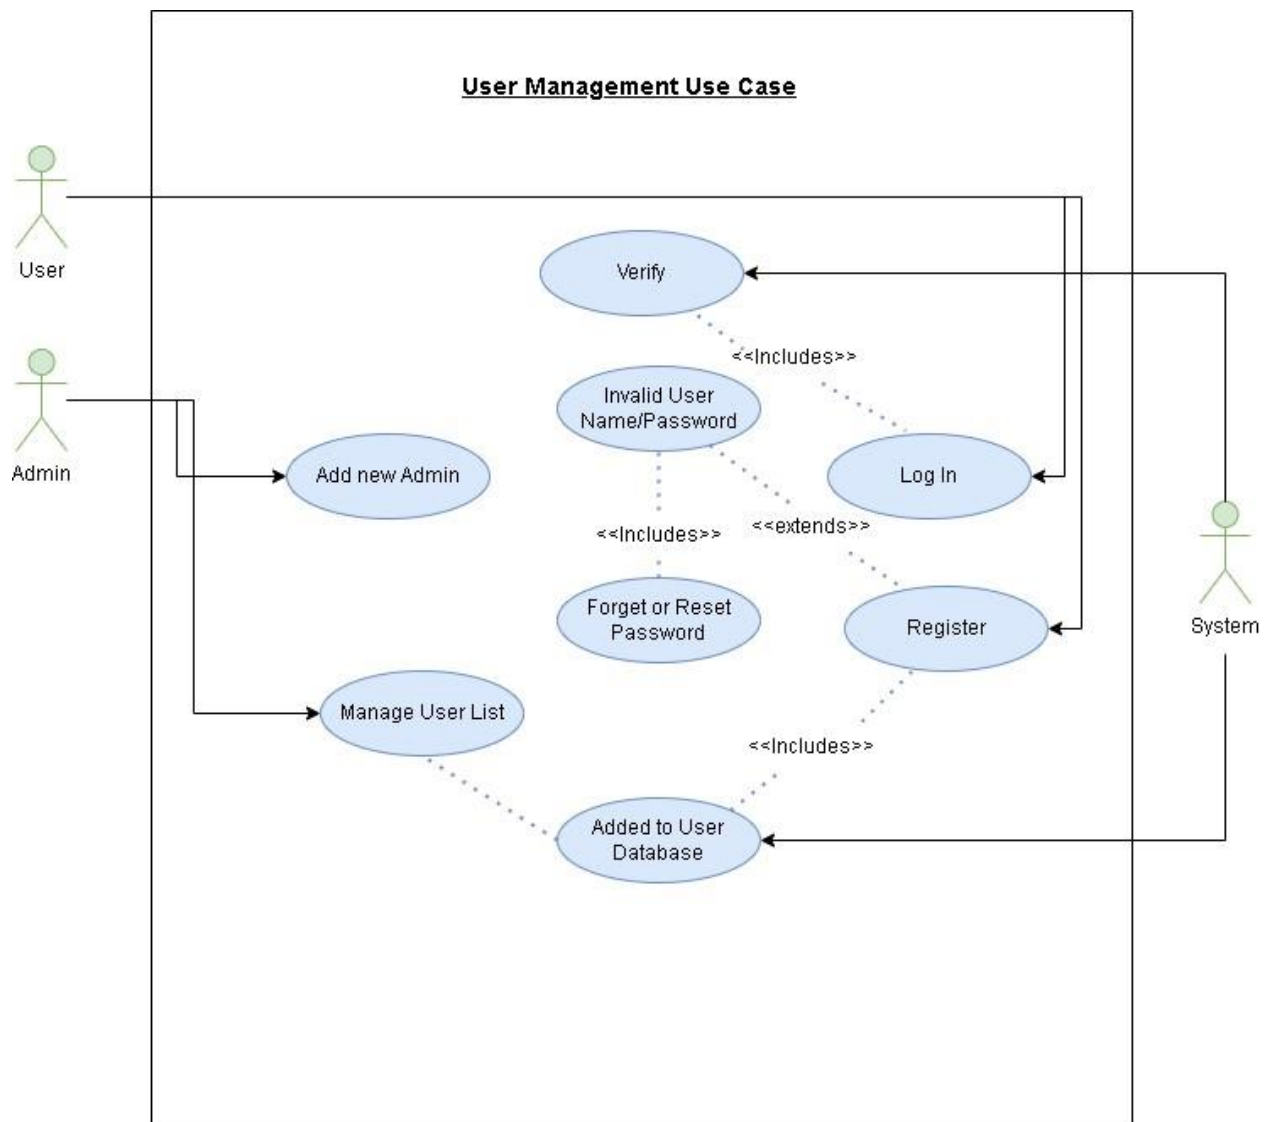 User Management Use Case
User
Verify
<<Includes>>
Admin
Invalid User
Name/Password
Add new Admin
Log In
<<extends>>
<<Includes>>
Forget or Reset
Password
Register
System
Manage User List
<<Includes>>
Added to User
Database